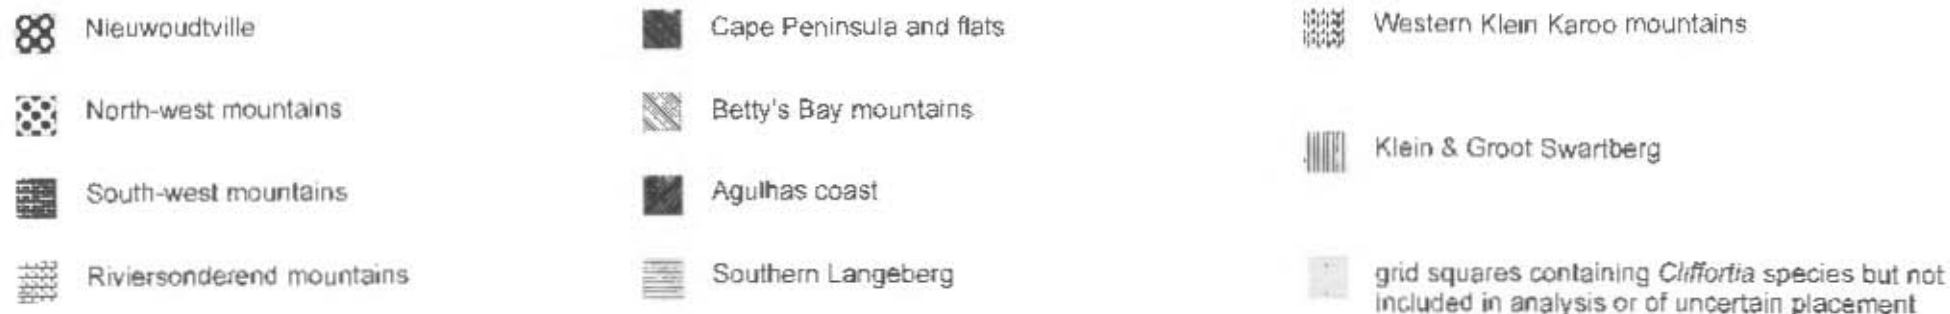 Nieuwoudtville
North-west mountains
South-west mountains
Riviersonderend mountains
Cape Peninsula and flats
Betty's Bay mountains
Agulhas coast
Southern Langeberg
Western Klein Karoo mountains
Klein & Groot Swartberg
grid squares containing Cliffortia species but not
included in analysis or of uncertain placement